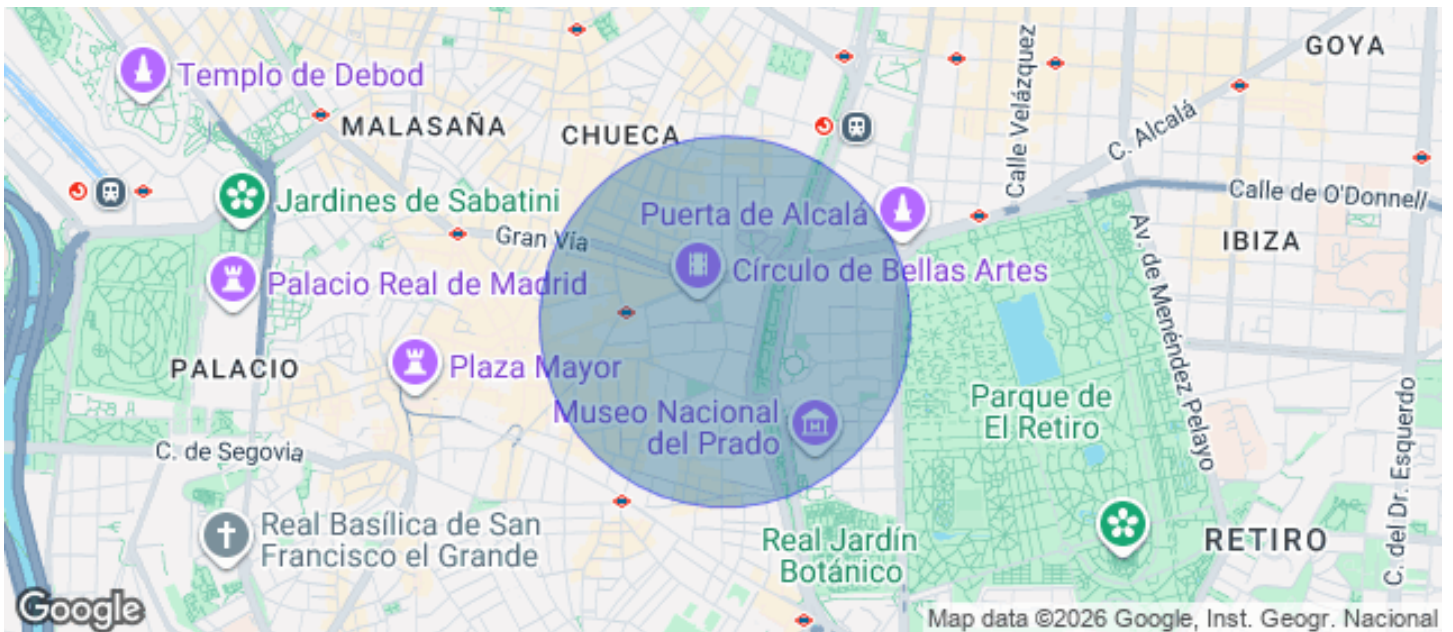 GOYA
Templo de Debod
MALASAÑA
CHUECA
Calle Velázquez
C. Alcalá
Jardines de Sabatini
Gran Vía
Puerta de Alcalá
Calle de O'Donnell
IBIZA
Palacio Real de Madrid
Círculo de Bellas Artes
Av. de Menéndez Pelayo
PALACIO
Plaza Mayor
Museo Nacional
del Prado
Parque de
El Retiro
C. de Segovia
C. del Dr. Esquerdo
Real Basílica de San
Francisco el Grande
Real Jardín
Botánico
RETIRO
Google
Map data ©2026 Google, Inst. Geogr. Nacional